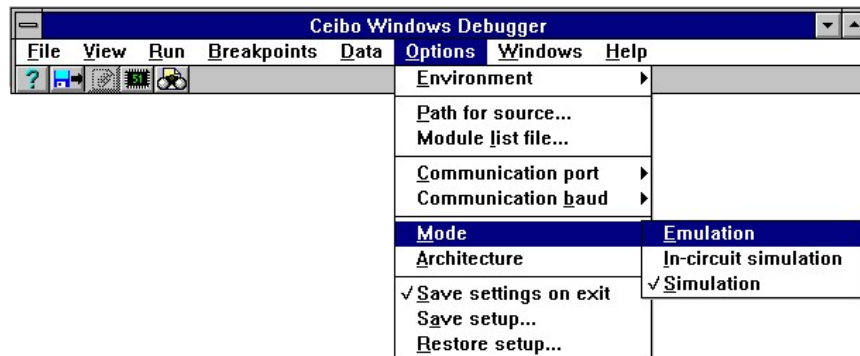 Ceibo Windows Debugger
File View Run Breakpoints Data Options Windows Help
? 51
Environment
Path for source...
Module list file...
Communication port
Communication baud
Mode
Architecture
Save settings on exit
Save setup...
Restore setup...
Emulation
In-circuit simulation
Simulation